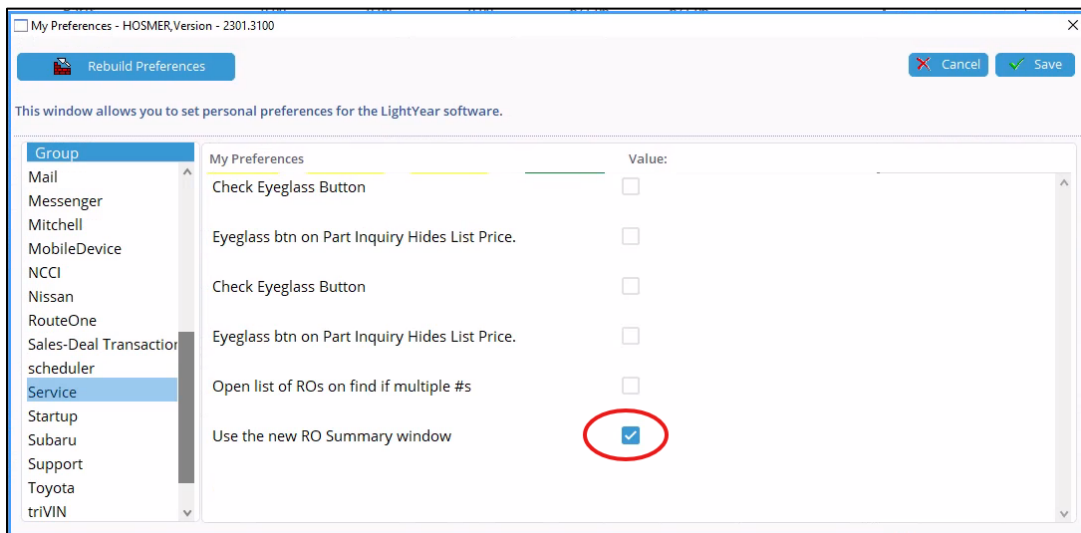 My Preferences - HOSMER,Version - 2301.3100
Rebuild Preferences
Cancel
Save
This window allows you to set personal preferences for the LightYear software.
Group
Mail
Messenger
Mitchell
MobileDevice
NCCI
Nissan
RouteOne
Sales-Deal Transaction
scheduler
Service
Startup
Subaru
Support
Toyota
triVIN
My Preferences Value:
Check Eyeglass Button
Eyeglass btn on Part Inquiry Hides List Price.
Check Eyeglass Button
Eyeglass btn on Part Inquiry Hides List Price.
Open list of ROs on find if multiple #s
Use the new RO Summary window